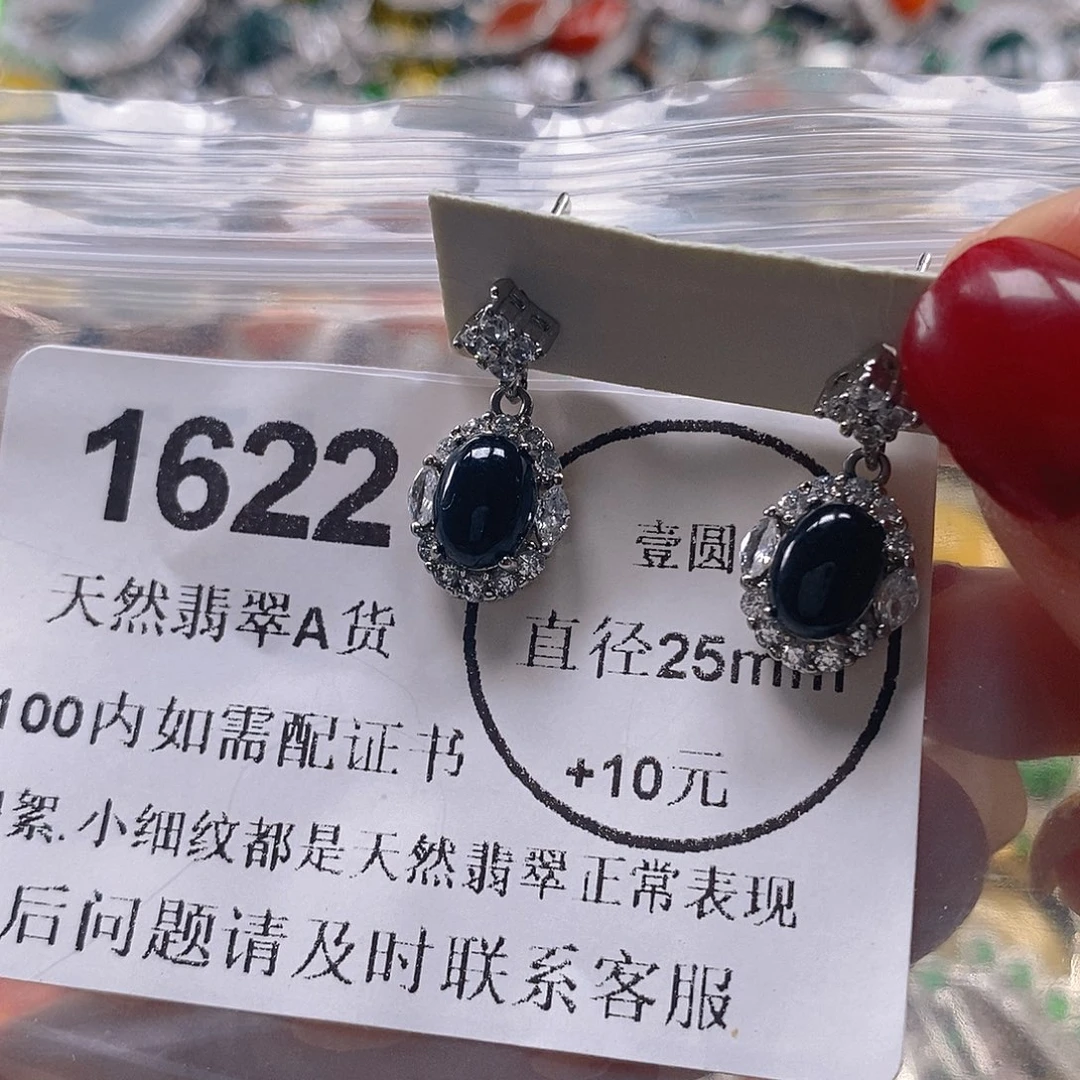 1622
壹圆
天然翡翠A货
直径25mm
100内如需配证书
+10元
絮.小细纹都是天然翡翠正常表现
后问题请及时联系客服